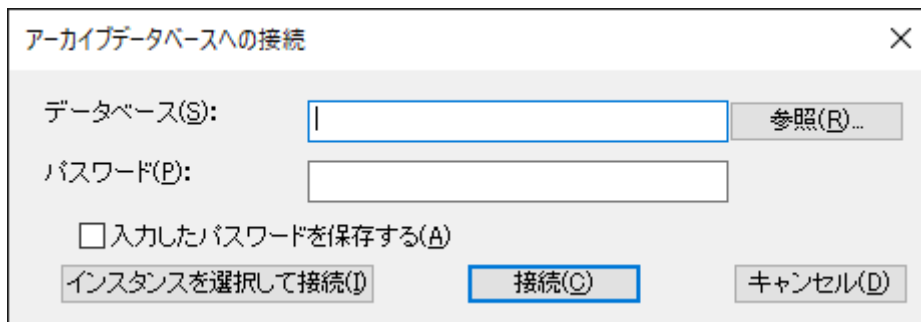 アーカイブデータベースへの接続
データベース(S):
参照(R)...
パスワード(P):
入力したパスワードを保存する(A)
インスタンスを選択して接続(I) 接続(C) キャンセル(D)